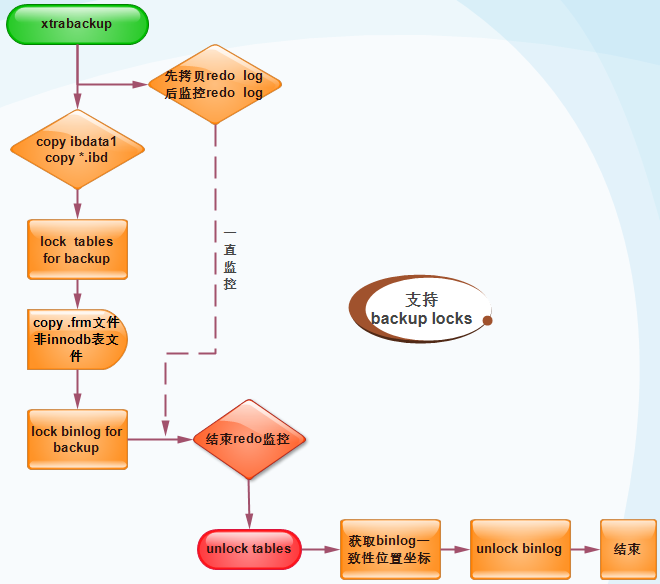 xtrabackup
先拷贝redo log
后监控redo log
copy ibdata1
copy *.ibd
一
直
监
控
lock tables
for backup
支持
backup locks
copy .frm文件
非innodb表文
件
lock binlog for
backup
结束redo监控
unlock tables
获取binlog一
致性位置坐标
unlock binlog
结束